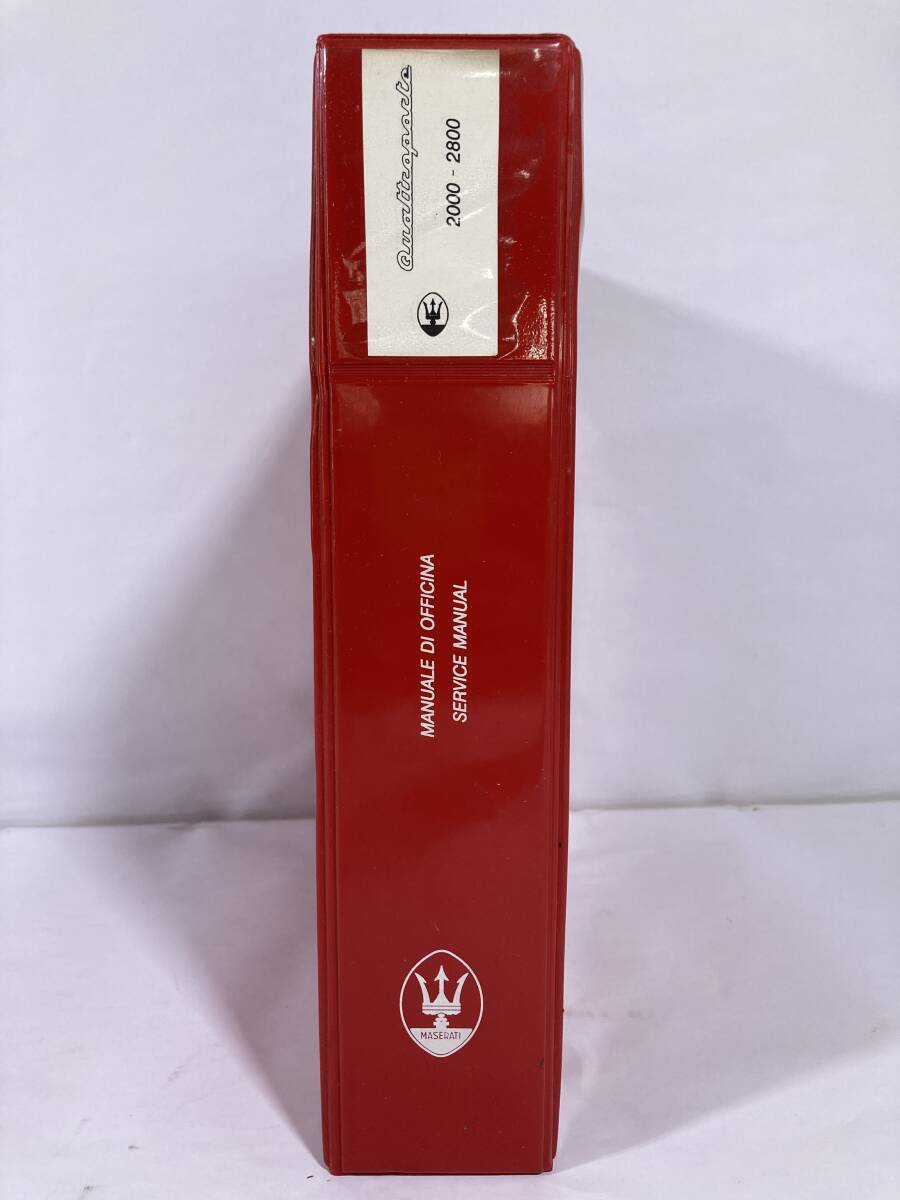 Quattroporte
2000 - 2800
MANUALE DI OFFICINA
SERVICE MANUAL
MASERATI